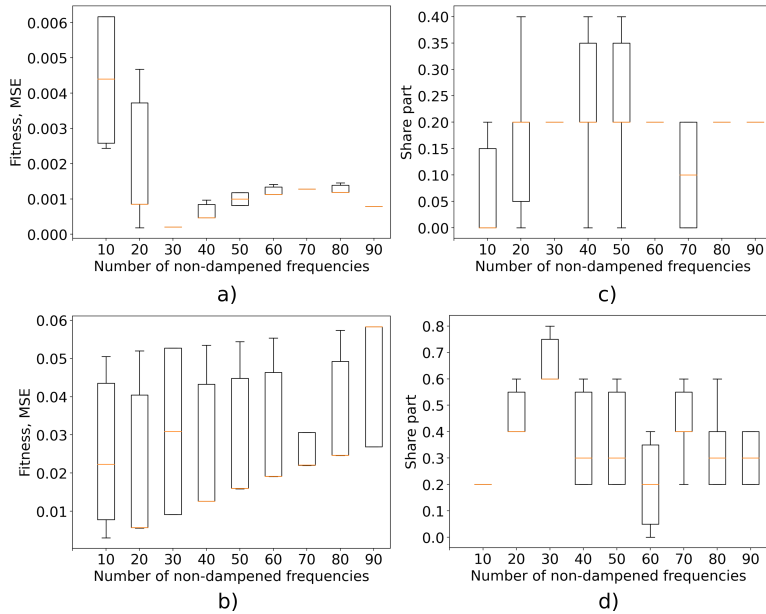 Fitness, MSE
0.006
0.005
0.004
0.003
0.002
0.001
0.000
10 20 30 40 50 60 70 80 90
Number of non-dampened frequencies
a)
Share part
0.40
0.35
0.30
0.25
0.20
0.15
0.10
0.05
0.00
10 20 30 40 50 60 70 80 90
Number of non-dampened frequencies
c)
Fitness, MSE
0.06
0.05
0.04
0.03
0.02
0.01
10 20 30 40 50 60 70 80 90
Number of non-dampened frequencies
b)
Share part
0.8
0.7
0.6
0.5
0.4
0.3
0.2
0.1
0.0
10 20 30 40 50 60 70 80 90
Number of non-dampened frequencies
d)